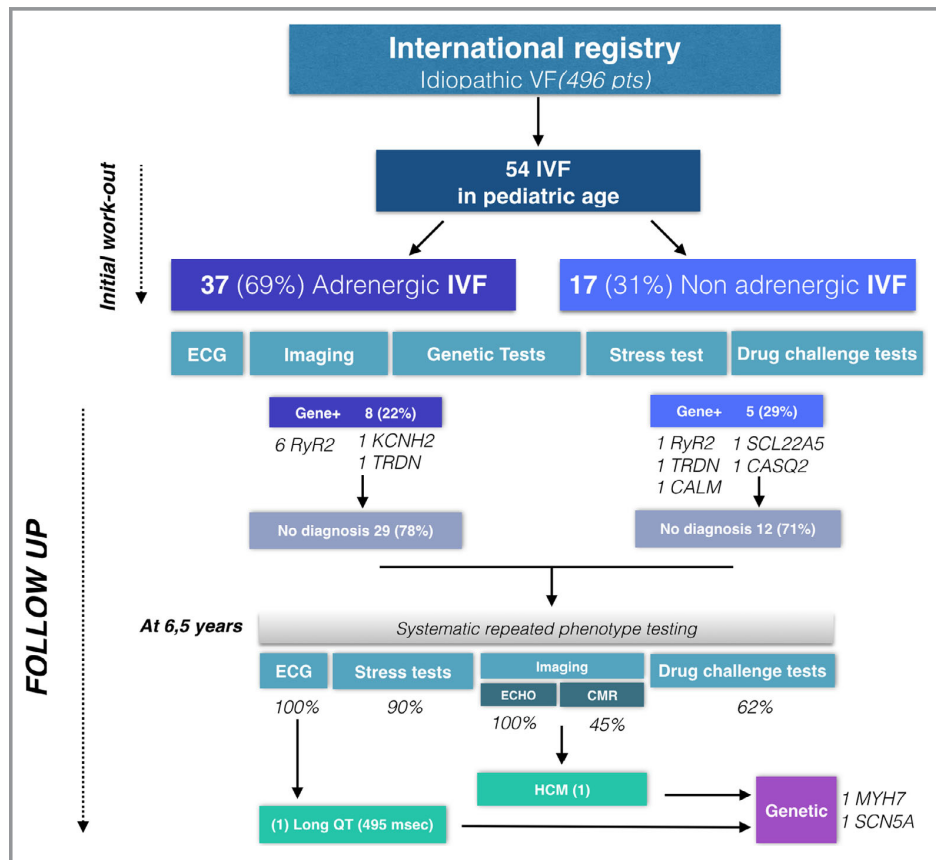 International registry
Idiopathic VF(496 pts)
54 IVF
in pediatric age
Initial work-out
37 (69%) Adrenergic IVF
17 (31%) Non adrenergic IVF
ECG
Imaging
Genetic Tests
Stress test
Drug challenge tests
Gene+ 8 (22%)
6 RyR2
1 KCNH2
1 TRDN
Gene+ 5 (29%)
1 RyR2
1 TRDN
1 CALM
1 SCL22A5
1 CASQ2
No diagnosis 29 (78%)
No diagnosis 12 (71%)
FOLLOW UP
At 6,5 years
Systematic repeated phenotype testing
ECG
100%
Stress tests
90%
Imaging
ECHO
100%
CMR
45%
Drug challenge tests
62%
HCM (1)
(1) Long QT (495 msec)
Genetic
1 MYH7
1 SCN5A